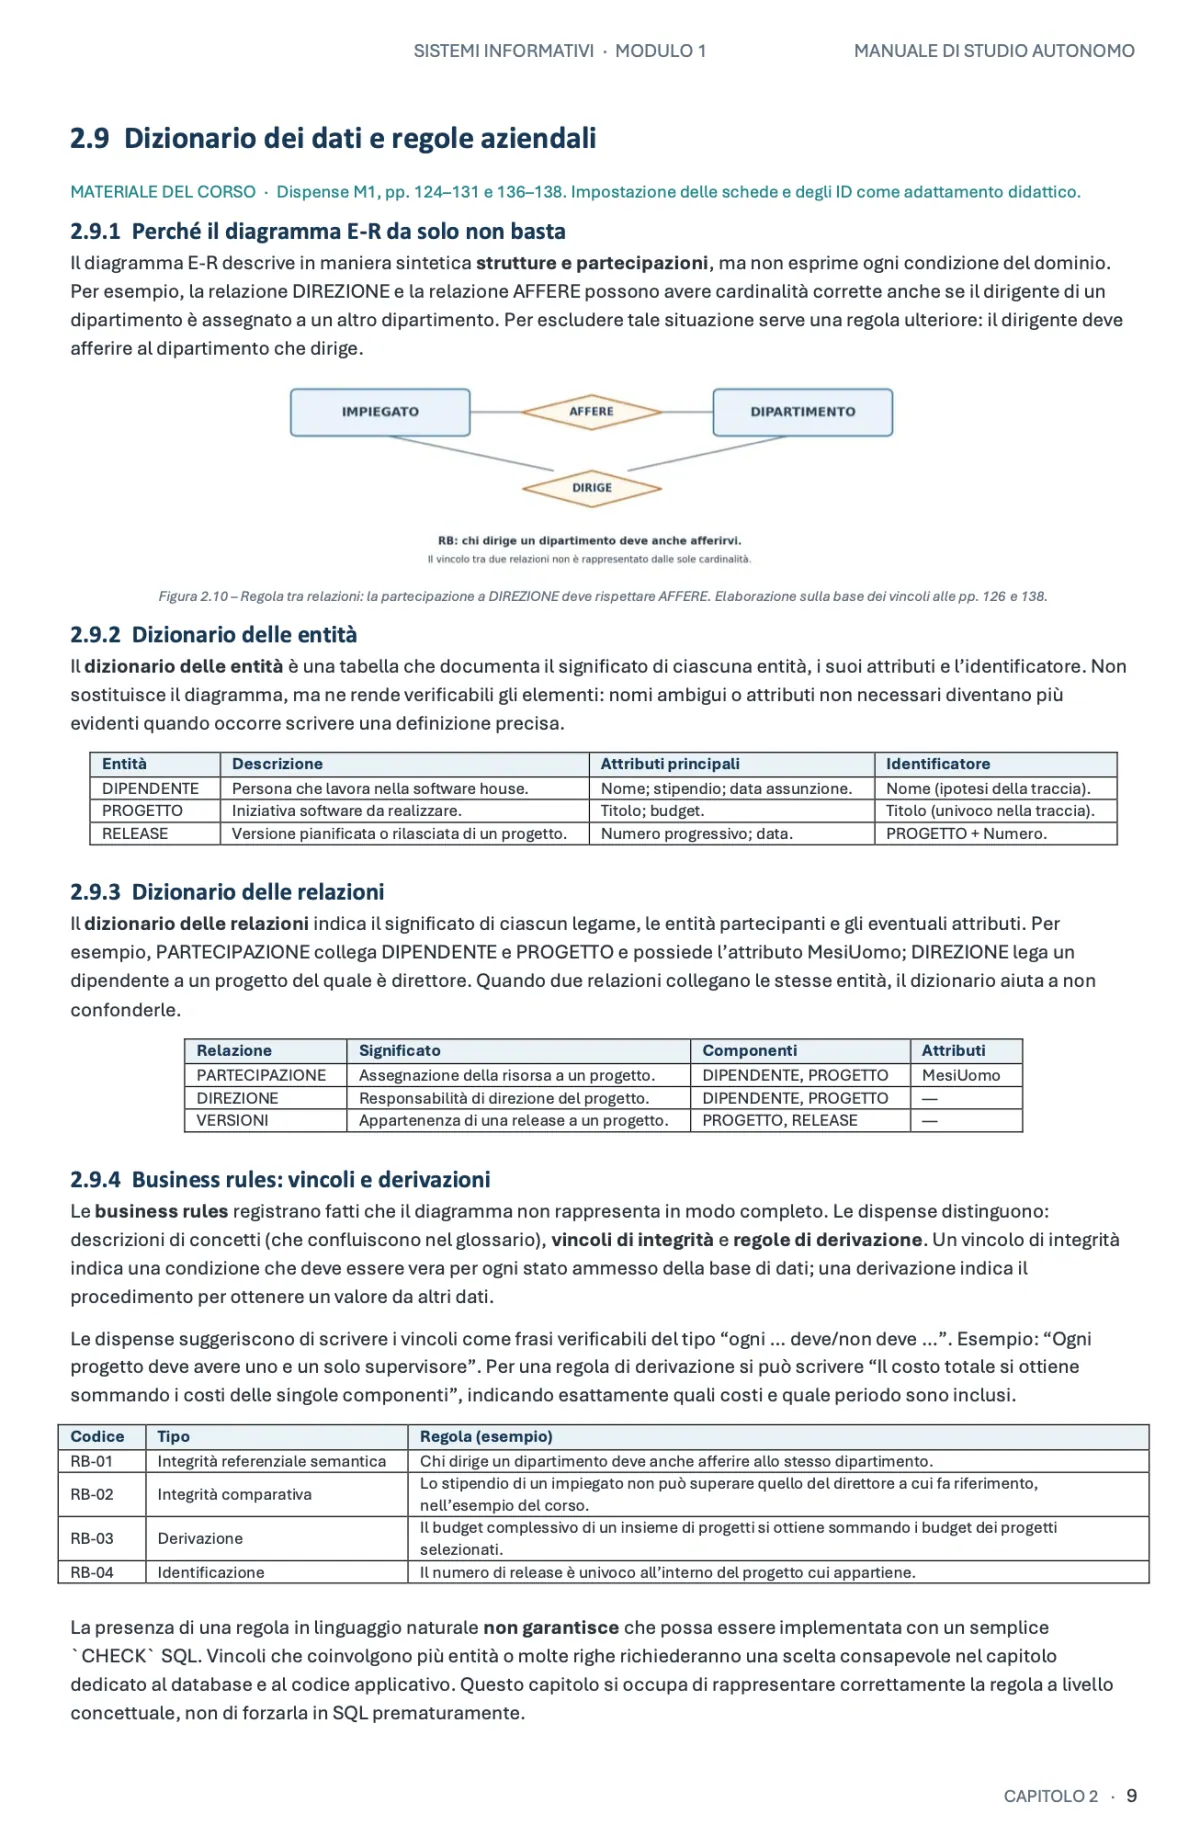 SISTEMI INFORMATIVI · MODULO 1
MANUALE DI STUDIO AUTONOMO
2.9 Dizionario dei dati e regole aziendali
MATERIALE DEL CORSO · Dispense M1, pp. 124–131 e 136–138. Impostazione delle schede e degli ID come adattamento didattico.
2.9.1 Perché il diagramma E-R da solo non basta
Il diagramma E-R descrive in maniera sintetica strutture e partecipazioni, ma non esprime ogni condizione del dominio.
Per esempio, la relazione DIREZIONE e la relazione AFFERE possono avere cardinalità corrette anche se il dirigente di un
dipartimento è assegnato a un altro dipartimento. Per escludere tale situazione serve una regola ulteriore: il dirigente deve
afferire al dipartimento che dirige.
IMPIEGATO
AFFERE
DIPARTIMENTO
DIRIGE
RB: chi dirige un dipartimento deve anche afferirvi.
Il vincolo tra due relazioni non è rappresentato dalle sole cardinalità.
Figura 2.10 – Regola tra relazioni: la partecipazione a DIREZIONE deve rispettare AFFERE. Elaborazione sulla base dei vincoli alle pp. 126 e 138.
2.9.2 Dizionario delle entità
Il dizionario delle entità è una tabella che documenta il significato di ciascuna entità, i suoi attributi e l’identificatore. Non
sostituisce il diagramma, ma ne rende verificabili gli elementi: nomi ambigui o attributi non necessari diventano più
evidenti quando occorre scrivere una definizione precisa.
Entità Descrizione Attributi principali Identificatore
DIPENDENTE Persona che lavora nella software house. Nome; stipendio; data assunzione. Nome (ipotesi della traccia).
PROGETTO Iniziativa software da realizzare. Titolo; budget. Titolo (univoco nella traccia).
RELEASE Versione pianificata o rilasciata di un progetto. Numero progressivo; data. PROGETTO + Numero.
2.9.3 Dizionario delle relazioni
Il dizionario delle relazioni indica il significato di ciascun legame, le entità partecipanti e gli eventuali attributi. Per
esempio, PARTECIPAZIONE collega DIPENDENTE e PROGETTO e possiede l’attributo MesiUomo; DIREZIONE lega un
dipendente a un progetto del quale è direttore. Quando due relazioni collegano le stesse entità, il dizionario aiuta a non
confonderle.
Relazione Significato Componenti Attributi
PARTECIPAZIONE Assegnazione della risorsa a un progetto. DIPENDENTE, PROGETTO MesiUomo
DIREZIONE Responsabilità di direzione del progetto. DIPENDENTE, PROGETTO —
VERSIONI Appartenenza di una release a un progetto. PROGETTO, RELEASE —
2.9.4 Business rules: vincoli e derivazioni
Le business rules registrano fatti che il diagramma non rappresenta in modo completo. Le dispense distinguono:
descrizioni di concetti (che confluiscono nel glossario), vincoli di integrità e regole di derivazione. Un vincolo di integrità
indica una condizione che deve essere vera per ogni stato ammesso della base di dati; una derivazione indica il
procedimento per ottenere un valore da altri dati.
Le dispense suggeriscono di scrivere i vincoli come frasi verificabili del tipo “ogni … deve/non deve …”. Esempio: “Ogni
progetto deve avere uno e un solo supervisore”. Per una regola di derivazione si può scrivere “Il costo totale si ottiene
sommando i costi delle singole componenti”, indicando esattamente quali costi e quale periodo sono inclusi.
Codice Tipo Regola (esempio)
RB-01 Integrità referenziale semantica Chi dirige un dipartimento deve anche afferire allo stesso dipartimento.
RB-02 Integrità comparativa Lo stipendio di un impiegato non può superare quello del direttore a cui fa riferimento,
nell’esempio del corso.
RB-03 Derivazione Il budget complessivo di un insieme di progetti si ottiene sommando i budget dei progetti
selezionati.
RB-04 Identificazione Il numero di release è univoco all’interno del progetto cui appartiene.
La presenza di una regola in linguaggio naturale non garantisce che possa essere implementata con un semplice
`CHECK` SQL. Vincoli che coinvolgono più entità o molte righe richiederanno una scelta consapevole nel capitolo
dedicato al database e al codice applicativo. Questo capitolo si occupa di rappresentare correttamente la regola a livello
concettuale, non di forzarla in SQL prematuramente.
CAPITOLO 2 · 9